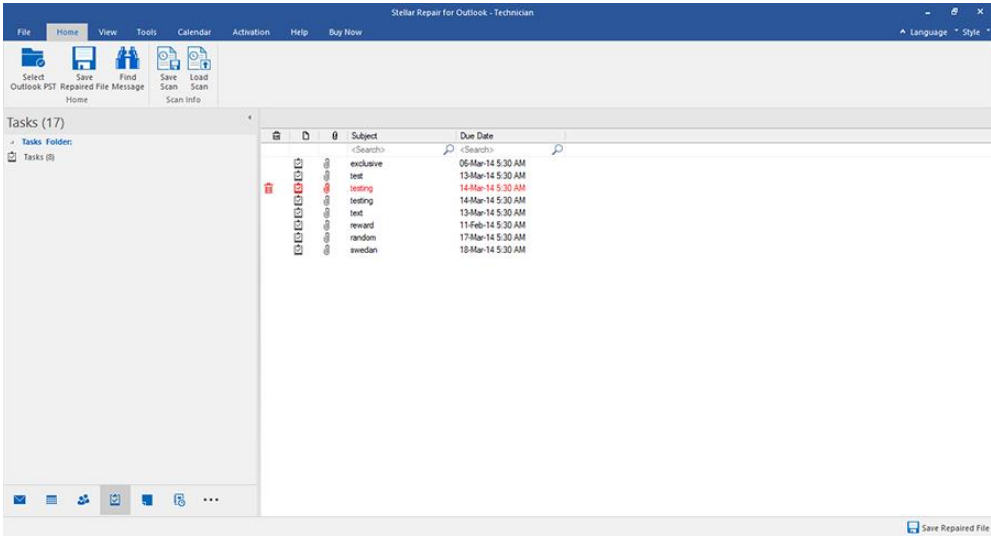 Stellar Repair for Outlook - Technician
File Home View Tools Calendar Activation Help Buy Now Language Style
Select Outlook PST
Save Repaired File
Find Message
Save Scan
Load Scan
Home Scan Info
Tasks (17)
Tasks Folder:
Tasks (8)
Subject Due Date
<Search> <Search>
exclusive 06-Mar-14 5:30 AM
test 13-Mar-14 5:30 AM
testing 14-Mar-14 5:30 AM
testing 14-Mar-14 5:30 AM
text 13-Mar-14 5:30 AM
reward 11-Feb-14 5:30 AM
random 17-Mar-14 5:30 AM
swedan 18-Mar-14 5:30 AM
Save Repaired File